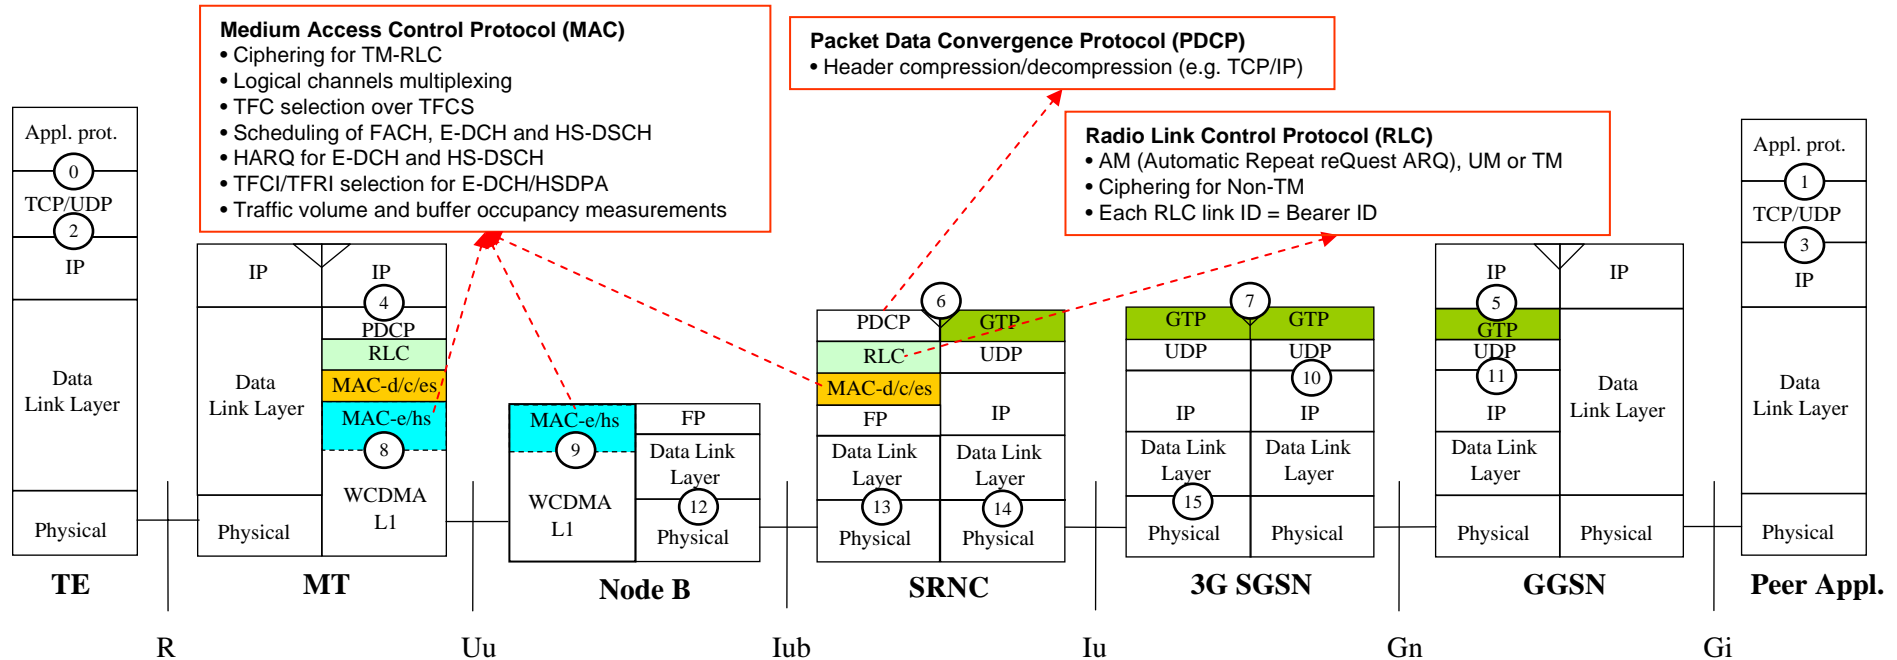 Medium Access Control Protocol (MAC)
• Ciphering for TM-RLC
• Logical channels multiplexing
• TFC selection over TFCS
• Scheduling of FACH, E-DCH and HS-DSCH
• HARQ for E-DCH and HS-DSCH
• TFCI/TFRI selection for E-DCH/HSDPA
• Traffic volume and buffer occupancy measurements
Packet Data Convergence Protocol (PDCP)
• Header compression/decompression (e.g. TCP/IP)
Radio Link Control Protocol (RLC)
• AM (Automatic Repeat reQuest ARQ), UM or TM
• Ciphering for Non-TM
• Each RLC link ID = Bearer ID
Appl. prot.
0
TCP/UDP
2
IP
Data
Link Layer
Physical
TE
IP
Data
Link Layer
Physical
IP
4
PDCP
RLC
MAC-d/c/es
MAC-e/hs
8
WCDMA
L1
MT
MAC-e/hs
9
WCDMA
L1
FP
Data Link
Layer
12
Physical
Node B
6
PDCP
RLC
MAC-d/c/es
FP
Data Link
Layer
13
Physical
GTP
UDP
IP
Data Link
Layer
14
Physical
SRNC
7
GTP
UDP
IP
Data Link
Layer
15
Physical
GTP
UDP
10
IP
Data Link
Layer
Physical
3G SGSN
IP
5
GTP
UDP
11
IP
Data Link
Layer
Physical
IP
Data
Link Layer
Physical
GGSN
Appl. prot.
1
TCP/UDP
3
IP
Data
Link Layer
Physical
Peer Appl.
R
Uu
Iub
Iu
Gn
Gi